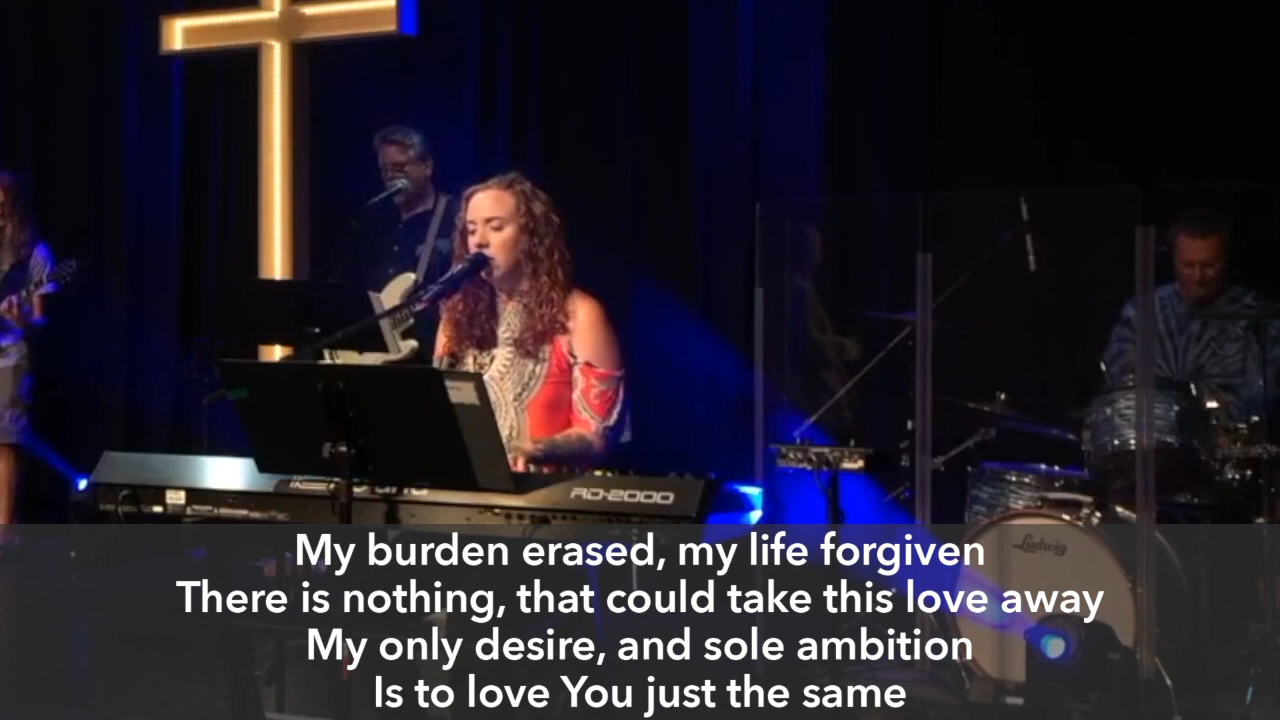 RD-2000
Ludwig
My burden erased, my life forgiven
There is nothing, that could take this love away
My only desire, and sole ambition
Is to love You just the same